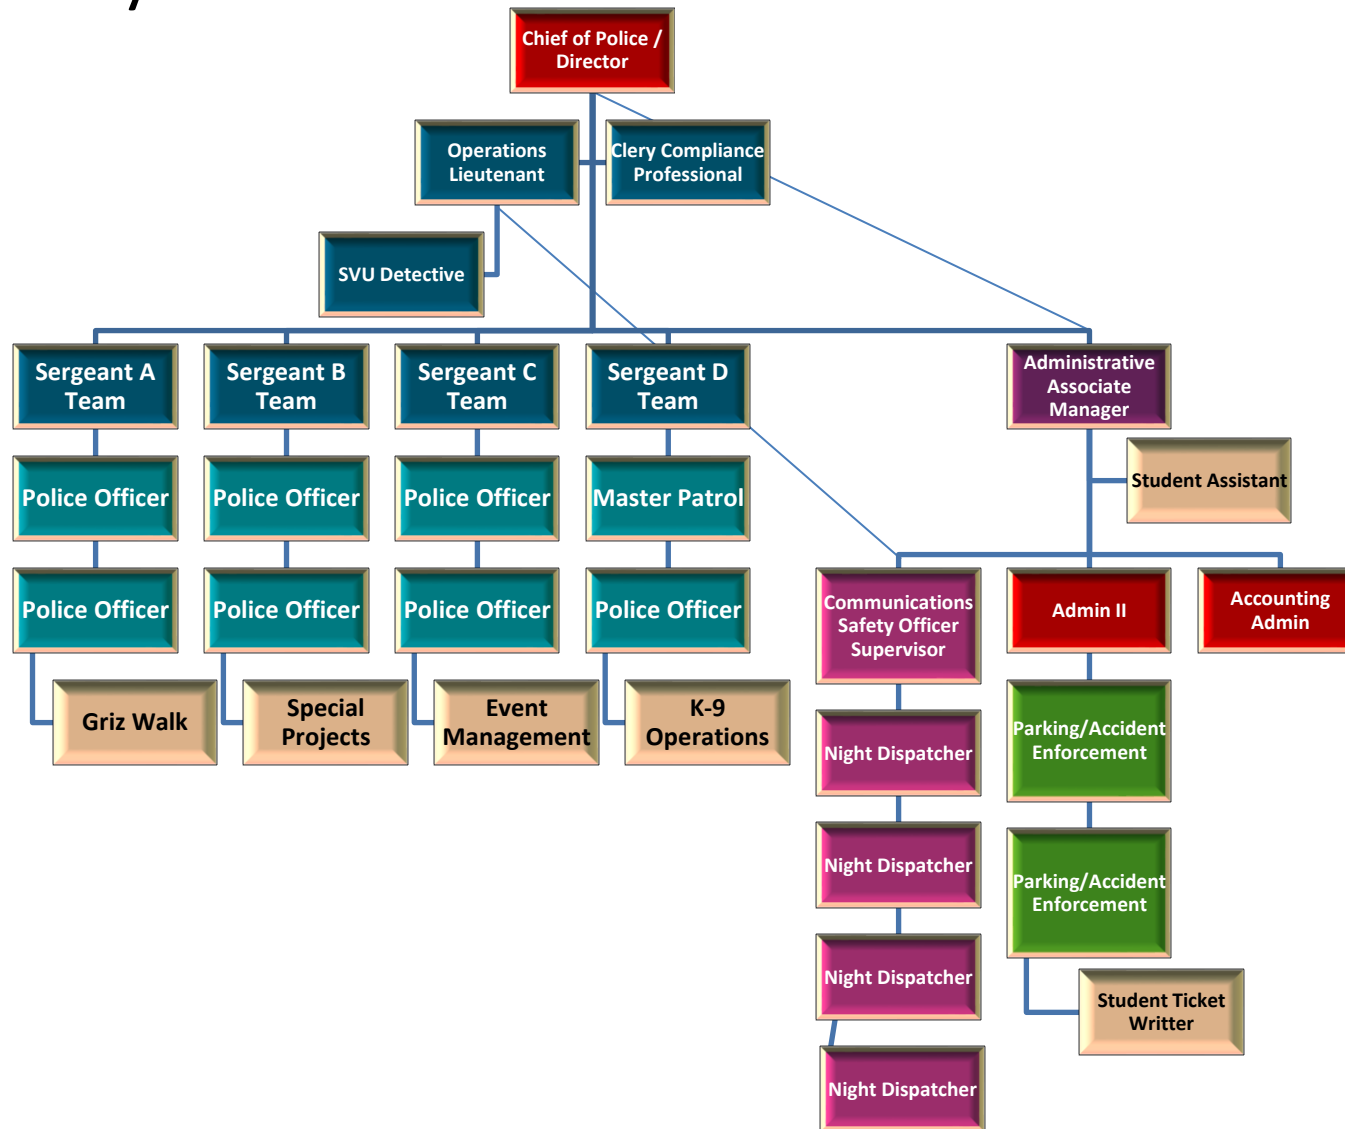 Chief of Police /
Director
Operations
Lieutenant
Clery Compliance
Professional
SVU Detective
Sergeant A
Team
Sergeant B
Team
Sergeant C
Team
Sergeant D
Team
Administrative
Associate
Manager
Police Officer
Police Officer
Police Officer
Master Patrol
Student Assistant
Police Officer
Police Officer
Police Officer
Police Officer
Communications
Safety Officer
Supervisor
Admin II
Accounting
Admin
Griz Walk
Special
Projects
Event
Management
K-9
Operations
Night Dispatcher
Parking/Accident
Enforcement
Night Dispatcher
Parking/Accident
Enforcement
Night Dispatcher
Student Ticket
Writter
Night Dispatcher